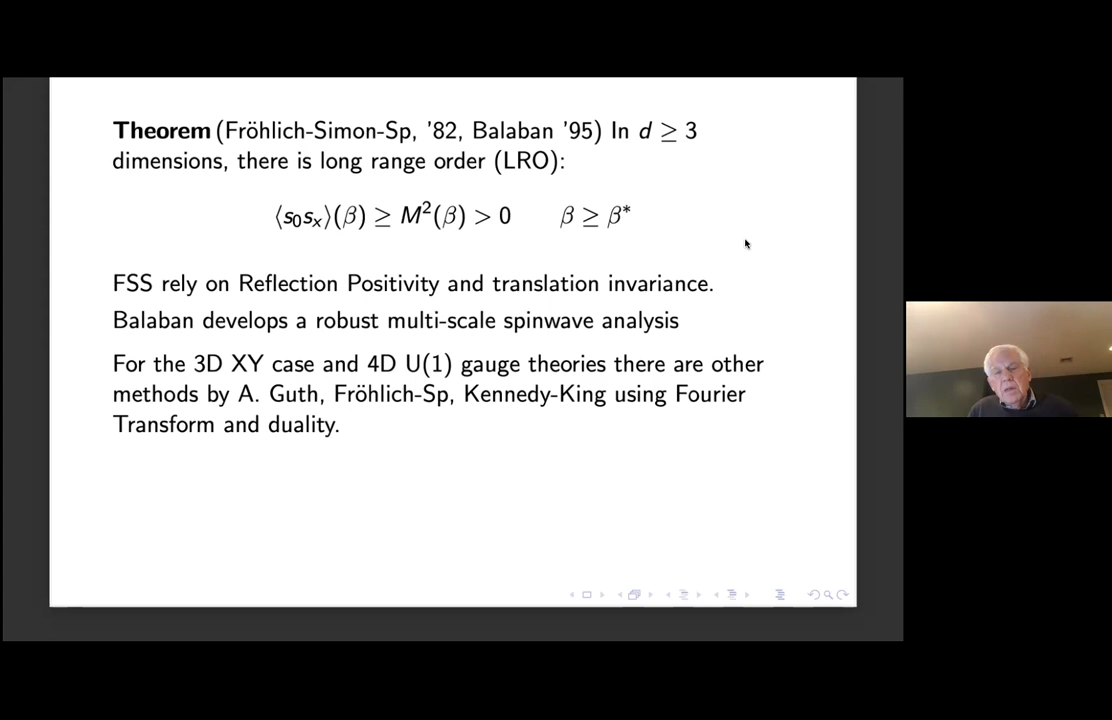 Theorem (Fröhlich-Simon-Sp, '82, Balaban '95) In d ≥ 3
dimensions, there is long range order (LRO):
⟨s₀sₓ⟩(β) ≥ M²(β) > 0 β ≥ β*
FSS rely on Reflection Positivity and translation invariance.
Balaban develops a robust multi-scale spinwave analysis
For the 3D XY case and 4D U(1) gauge theories there are other
methods by A. Guth, Fröhlich-Sp, Kennedy-King using Fourier
Transform and duality.